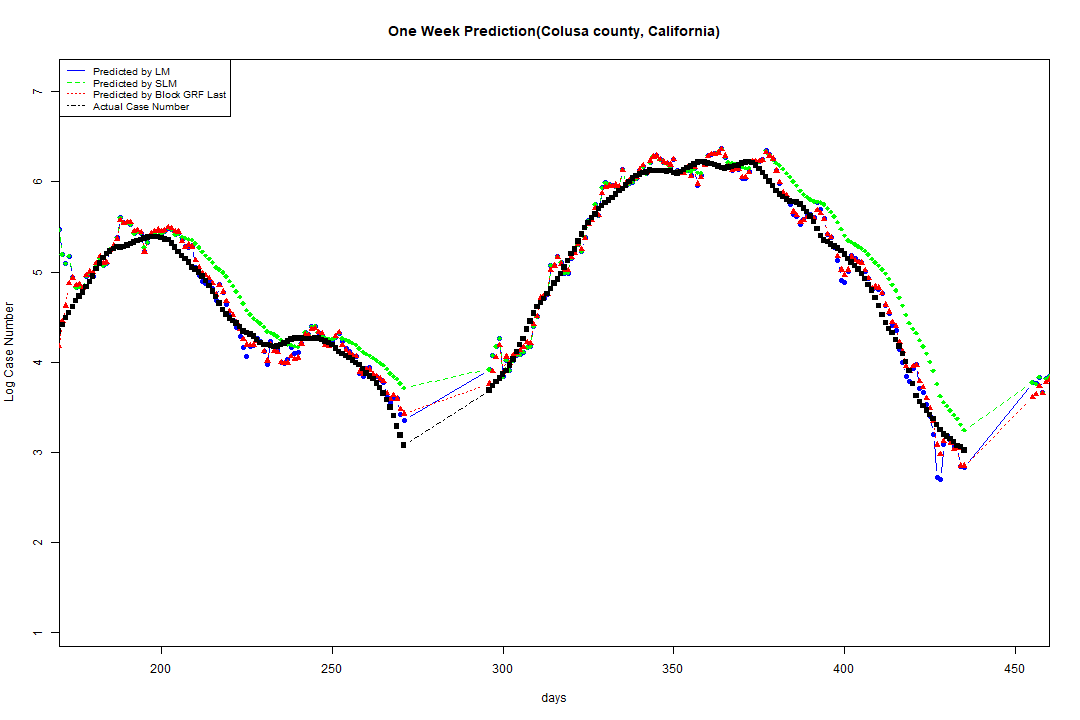 One Week Prediction(Colusa county, California)
Predicted by LM
Predicted by SLM
Predicted by Block GRF Last
Actual Case Number
7
6
5
4
3
2
1
Log Case Number
200 250 300 350 400 450
days